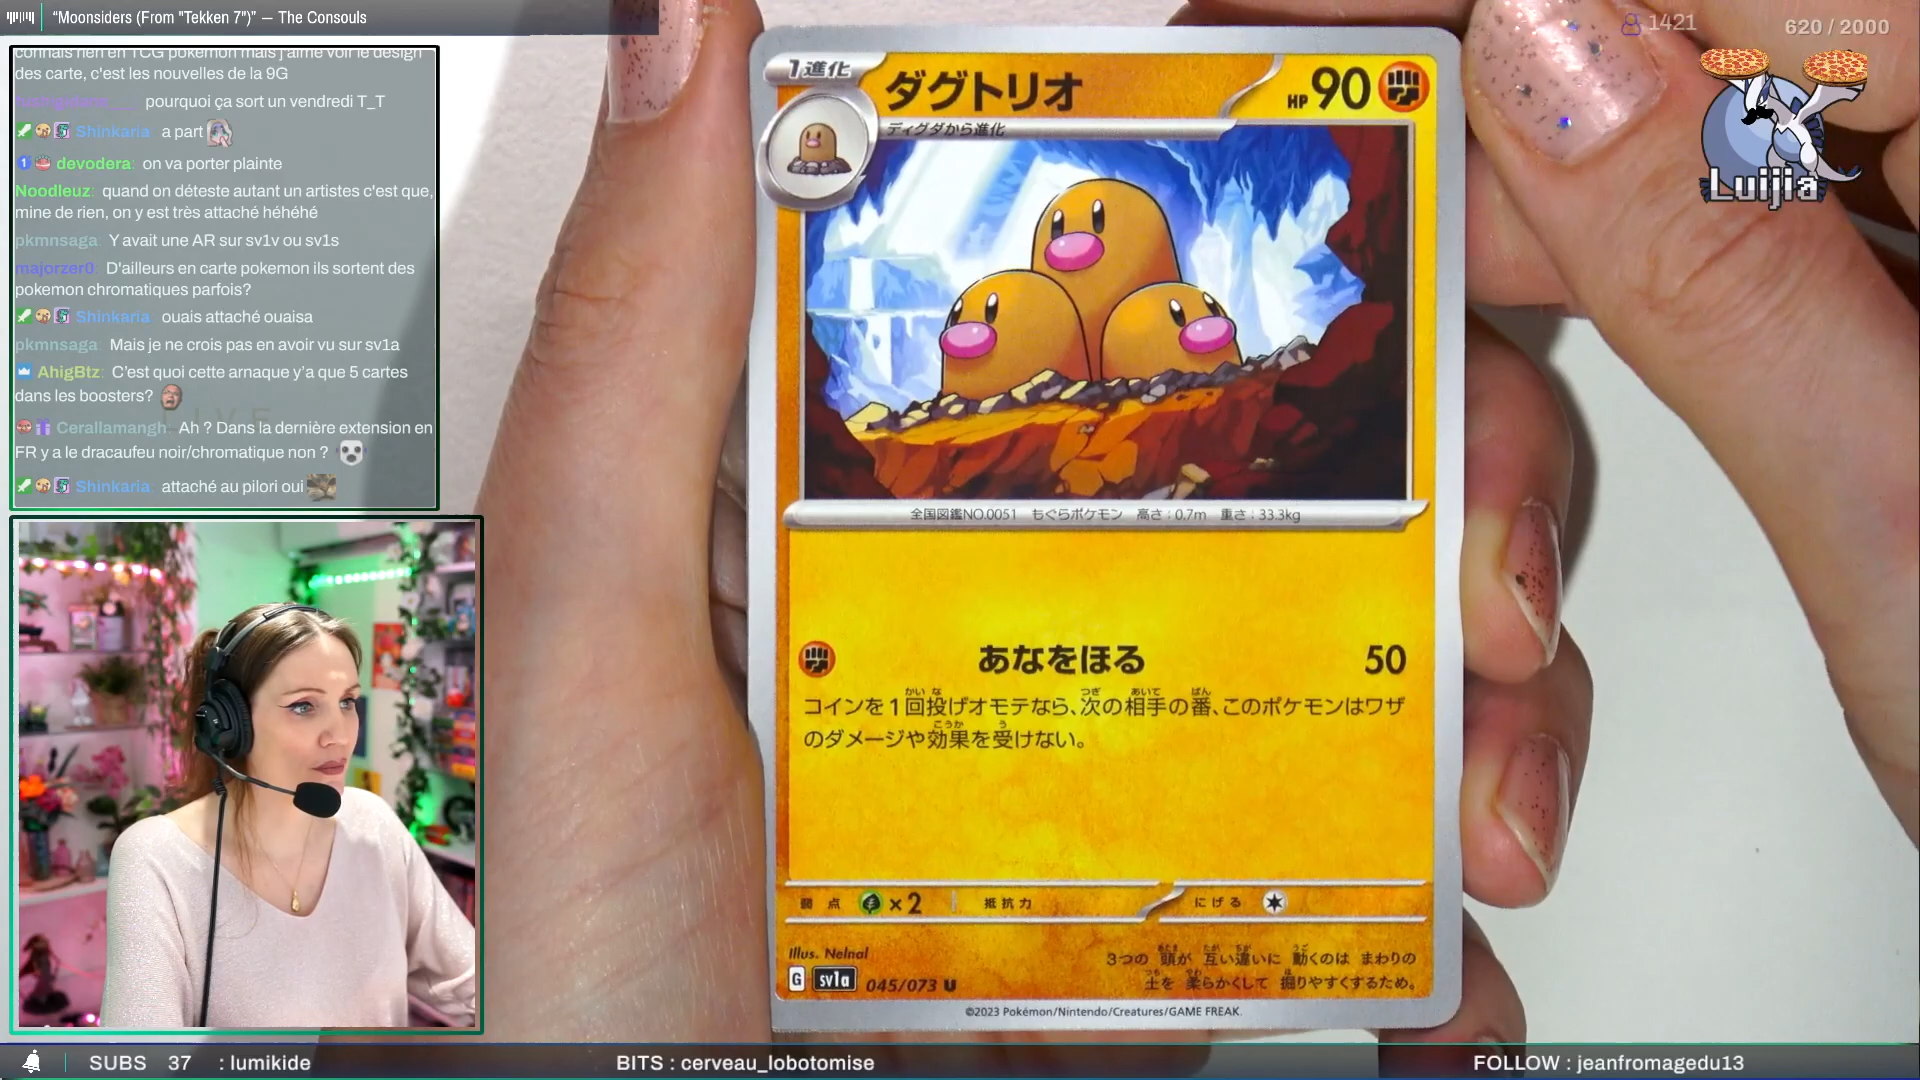 “Moonsiders (From "Tekken 7")” — The Consouls
connais rien en TCG pokemon mais j'aime voir le design
des carte, c'est les nouvelles de la 9G
pourquoi ça sort un vendredi T_T
Shinkaria a part
devodera: on va porter plainte
Noodleuz: quand on déteste autant un artistes c'est que,
mine de rien, on y est très attaché héhéhé
pkmnsaga: Y avait une AR sur sv1v ou sv1s
majorzer0: D'ailleurs en carte pokemon ils sortent des
pokemon chromatiques parfois?
Shinkaria ouais attaché ouaisa
pkmnsaga: Mais je ne crois pas en avoir vu sur sv1a
AhigBtz: C'est quoi cette arnaque y'a que 5 cartes
dans les boosters?
LIVE
Cerallamangh Ah ? Dans la dernière extension en
FR y a le dracaufeu noir/chromatique non ?
Shinkaria attaché au pilori oui
1421
620 / 2000
Luijia
1進化
ダグトリオ
HP 90
ディグダから進化
全国図鑑NO.0051 もぐらポケモン 高さ：0.7m 重さ：33.3kg
あなをほる 50
コインを1回投げオモテなら、次の相手の番、このポケモンはワザ
のダメージや効果を受けない。
弱点 ×2 抵抗力 にげる
Illus. Nelnal
G sv1a 045/073 U
3つの 頭が 互い違いに 動くのは まわりの
土を 柔らかくして 掘りやすくするため。
©2023 Pokémon/Nintendo/Creatures/GAME FREAK.
SUBS 37 : lumikide
BITS : cerveau_lobotomise
FOLLOW : jeanfromagedu13